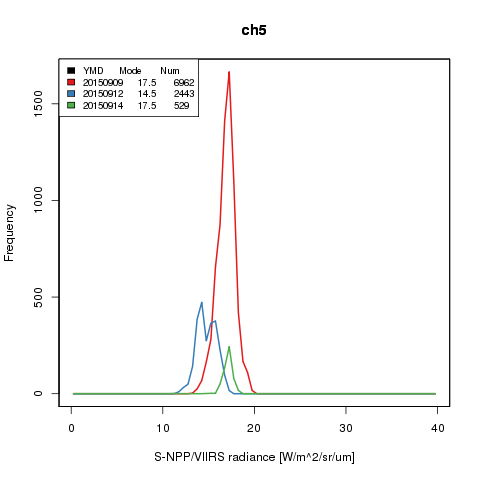 ch5
YMD Mode Num
20150909 17.5 6962
20150912 14.5 2443
20150914 17.5 529
Frequency
1500
1000
500
0
0 10 20 30 40
S-NPP/VIIRS radiance [W/m^2/sr/um]